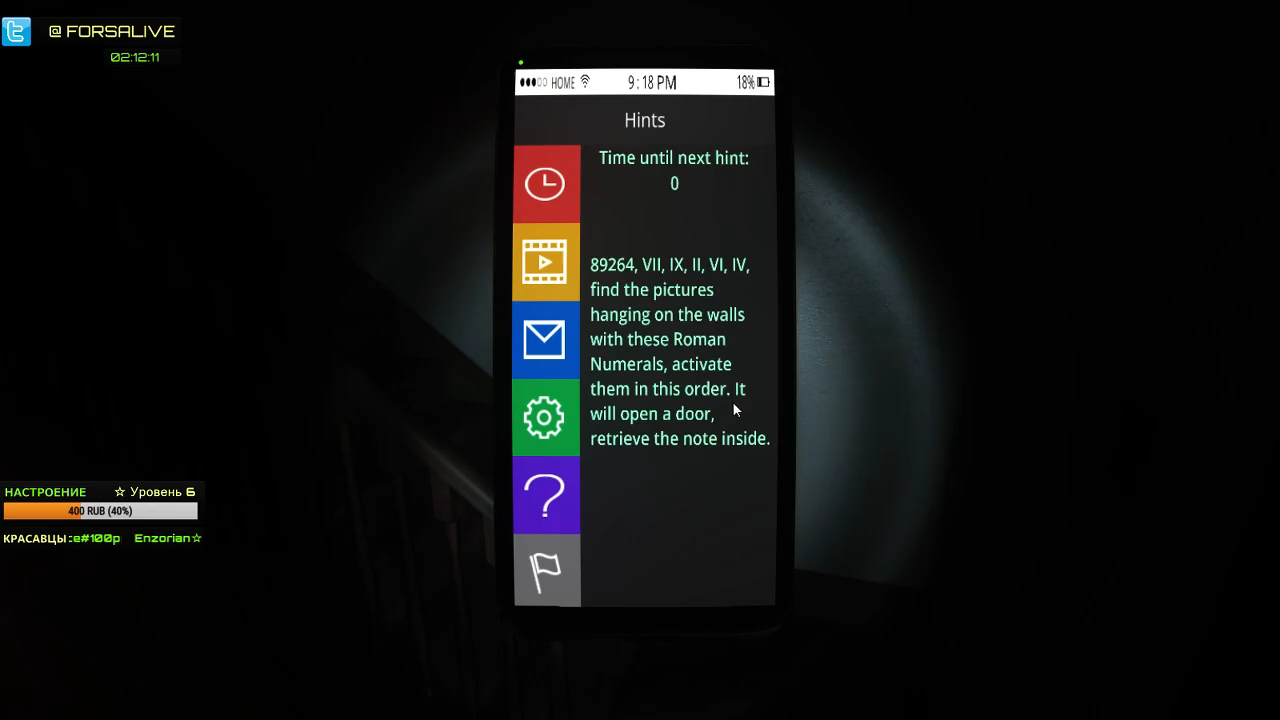 @ FORSALIVE
02:12:11
HOME 9:18 PM 18%
Hints
Time until next hint:
0
89264, VII, IX, II, VI, IV,
find the pictures
hanging on the walls
with these Roman
Numerals, activate
them in this order. It
will open a door,
retrieve the note inside.
НАСТРОЕНИЕ ☆ Уровень 6
400 RUB (40%)
КРАСАВЦЫ: e#100p Enzorian☆